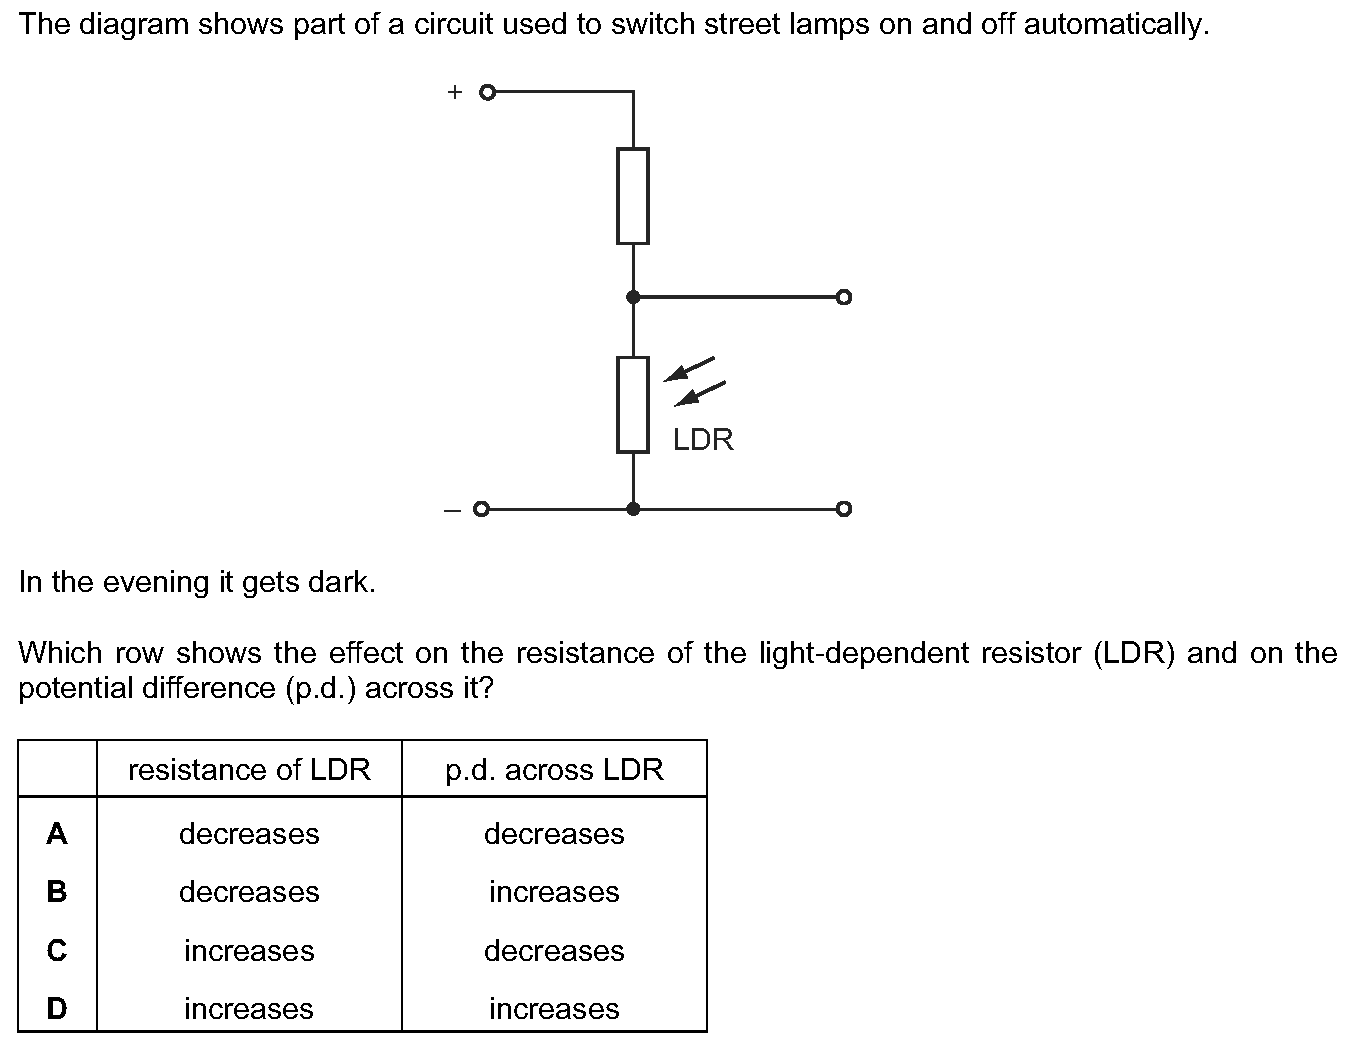 The diagram shows part of a circuit used to switch street lamps on and off automatically.
+
LDR
–
In the evening it gets dark.
Which row shows the effect on the resistance of the light-dependent resistor (LDR) and on the
potential difference (p.d.) across it?
resistance of LDR p.d. across LDR
A decreases decreases
B decreases increases
C increases decreases
D increases increases